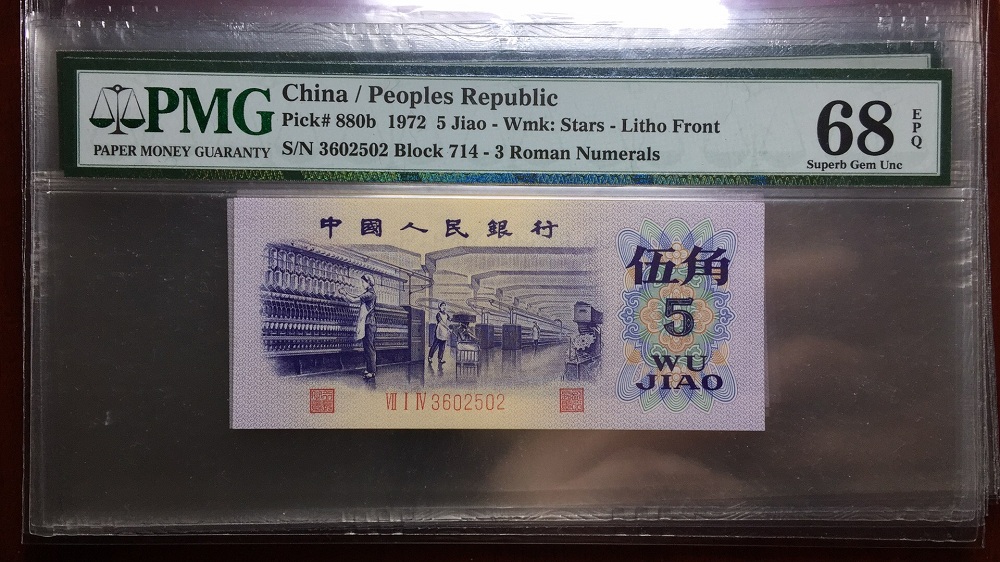 PMG
PAPER MONEY GUARANTY
China / Peoples Republic
Pick# 880b 1972 5 Jiao - Wmk: Stars - Litho Front
S/N 3602502 Block 714 - 3 Roman Numerals
68
EPQ
Superb Gem Unc
中國人民銀行
伍角
5
WU
JIAO
VII I IV 3602502